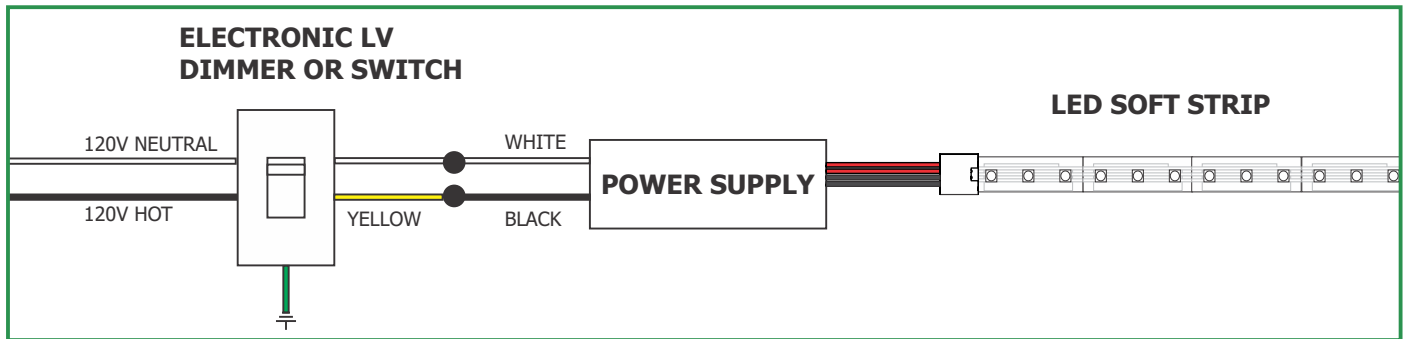 ELECTRONIC LV
DIMMER OR SWITCH
LED SOFT STRIP
120V NEUTRAL
WHITE
POWER SUPPLY
120V HOT
YELLOW
BLACK